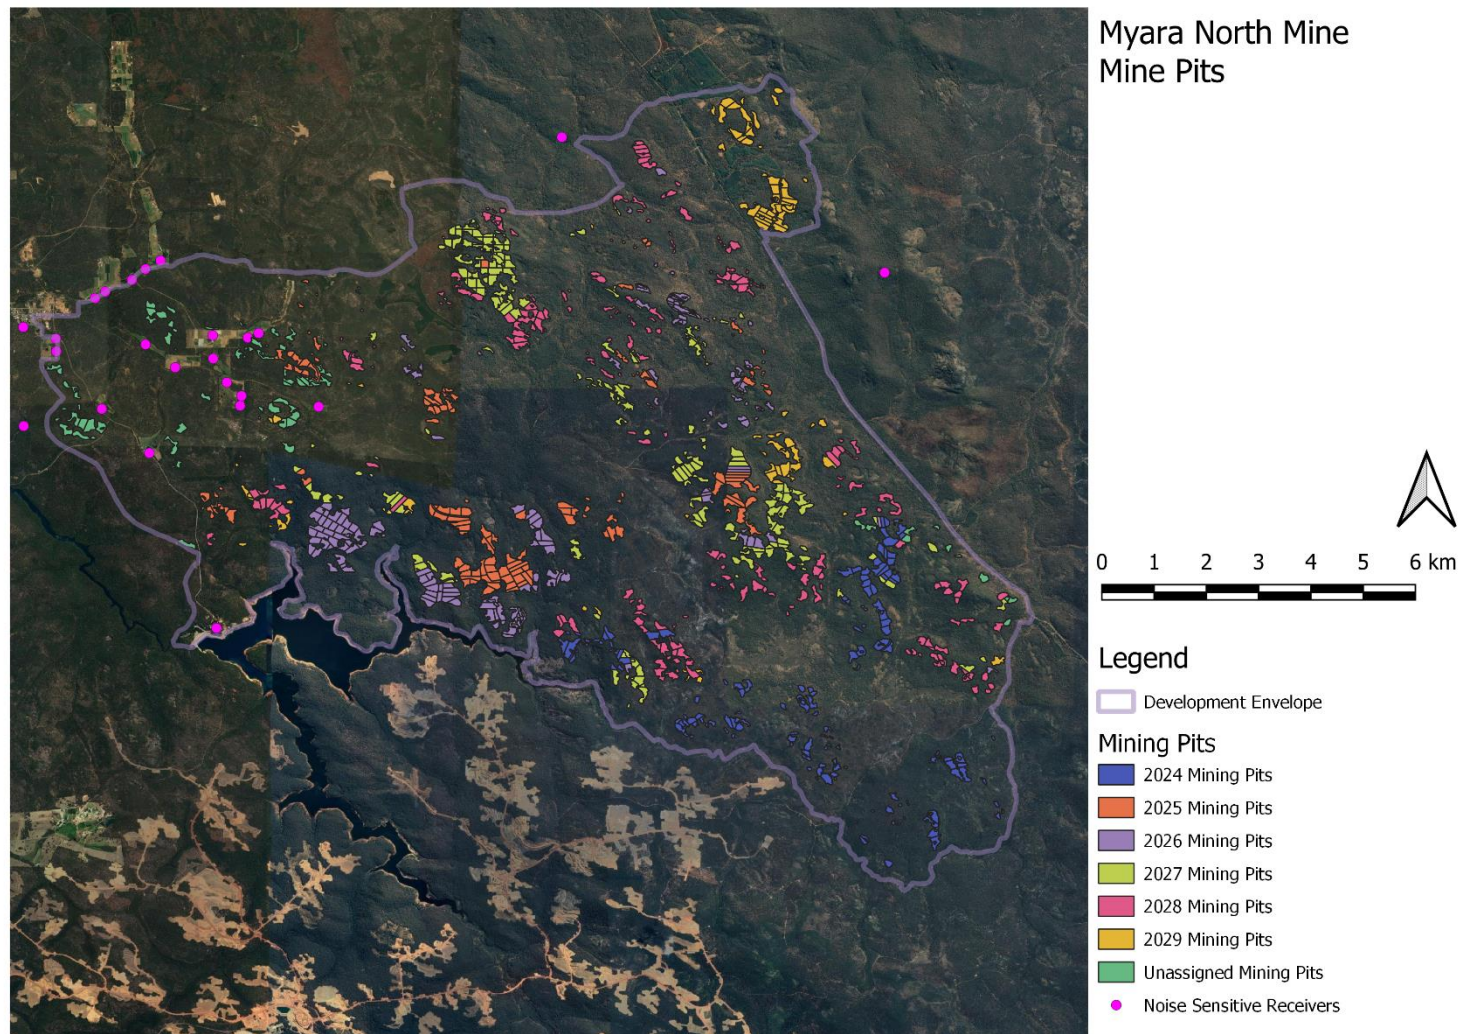 Myara North Mine
Mine Pits
0 1 2 3 4 5 6 km
Legend
Development Envelope
Mining Pits
2024 Mining Pits
2025 Mining Pits
2026 Mining Pits
2027 Mining Pits
2028 Mining Pits
2029 Mining Pits
Unassigned Mining Pits
Noise Sensitive Receivers